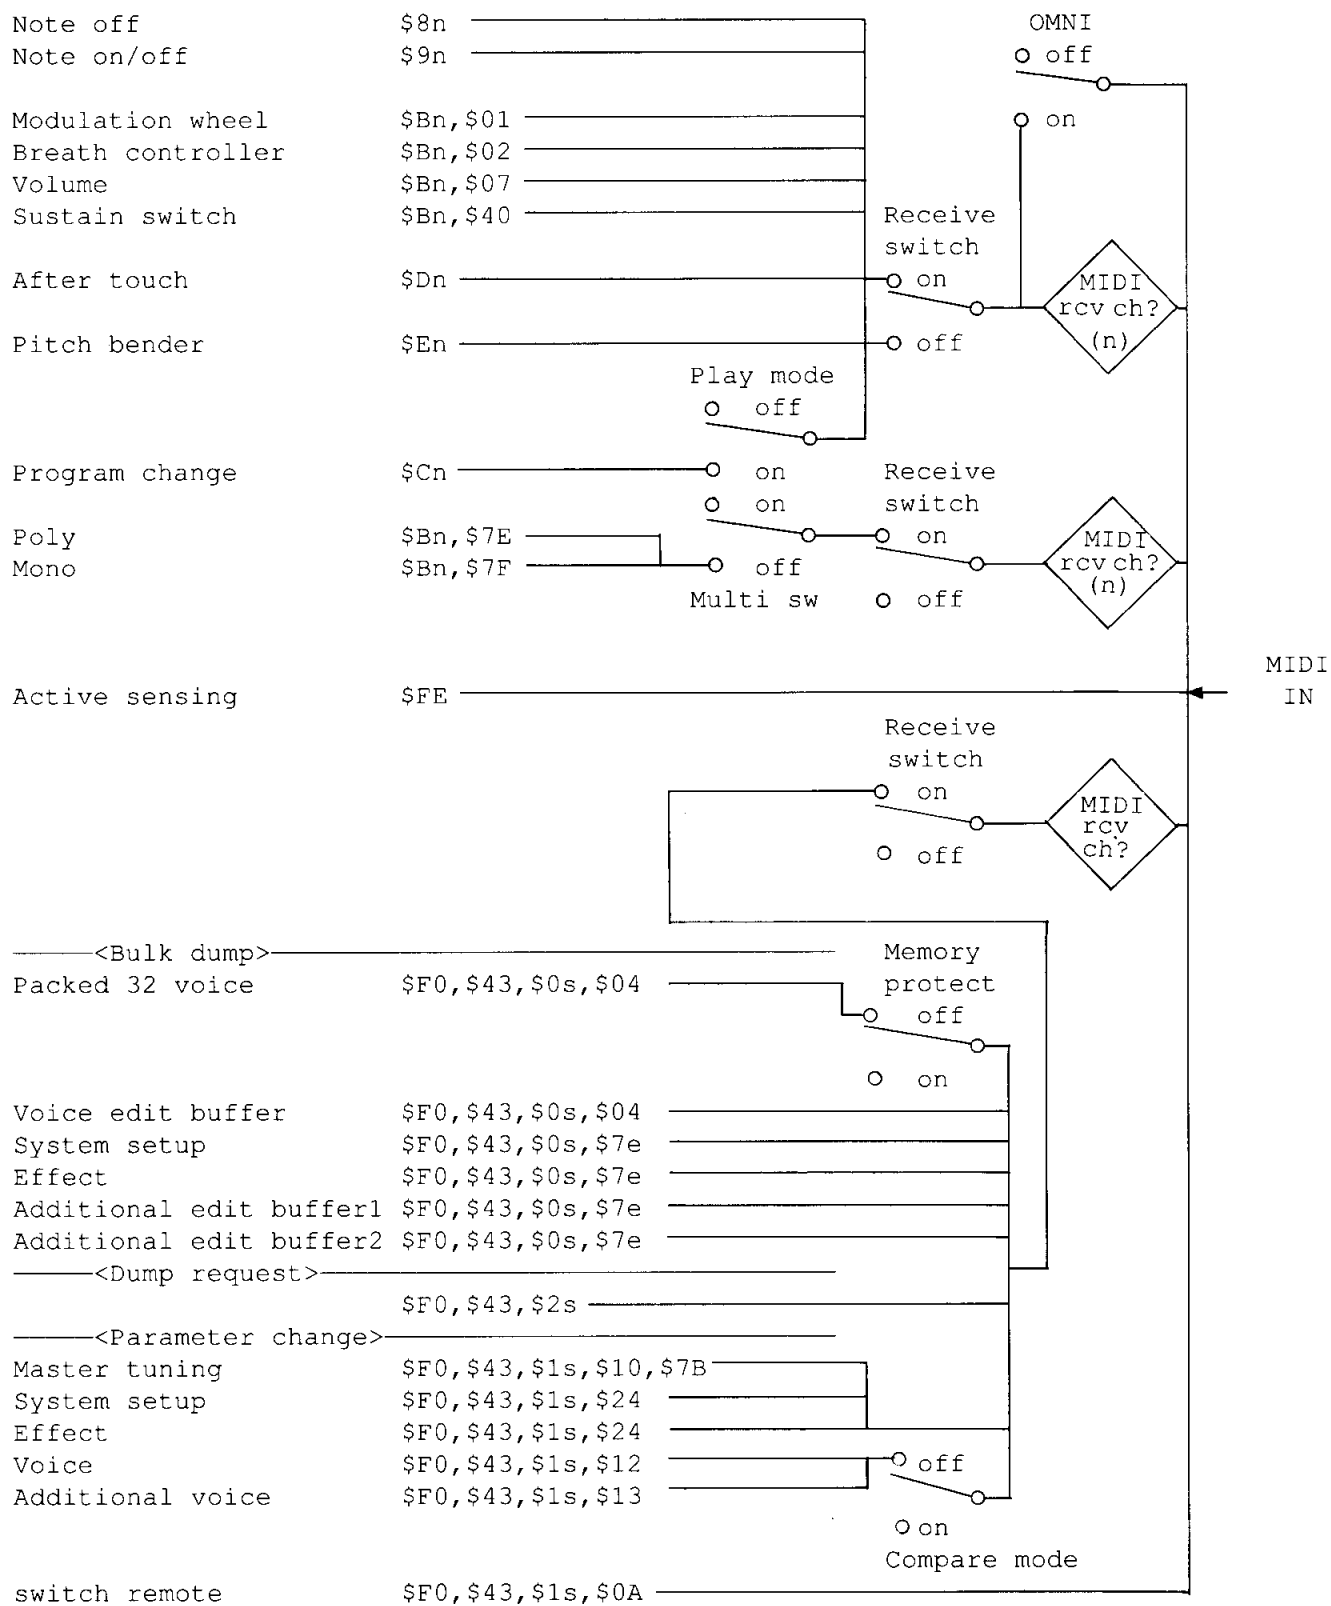 Note off $8n OMNI
Note on/off $9n off
Modulation wheel $Bn,$01 on
Breath controller $Bn,$02
Volume $Bn,$07
Sustain switch $Bn,$40 Receive
switch
After touch $Dn on MIDI
rcv ch?
Pitch bender $En off (n)
Play mode
off
Program change $Cn on Receive
on switch
Poly $Bn,$7E on MIDI
rcv ch?
Mono $Bn,$7F off (n)
Multi sw off
MIDI
Active sensing $FE IN
Receive
switch
on MIDI
rcv
off ch?
<Bulk dump> Memory
Packed 32 voice $F0,$43,$0s,$04 protect
off
on
Voice edit buffer $F0,$43,$0s,$04
System setup $F0,$43,$0s,$7e
Effect $F0,$43,$0s,$7e
Additional edit buffer1 $F0,$43,$0s,$7e
Additional edit buffer2 $F0,$43,$0s,$7e
<Dump request>
$F0,$43,$2s
<Parameter change>
Master tuning $F0,$43,$1s,$10,$7B
System setup $F0,$43,$1s,$24
Effect $F0,$43,$1s,$24
Voice $F0,$43,$1s,$12 off
Additional voice $F0,$43,$1s,$13
on
Compare mode
switch remote $F0,$43,$1s,$0A